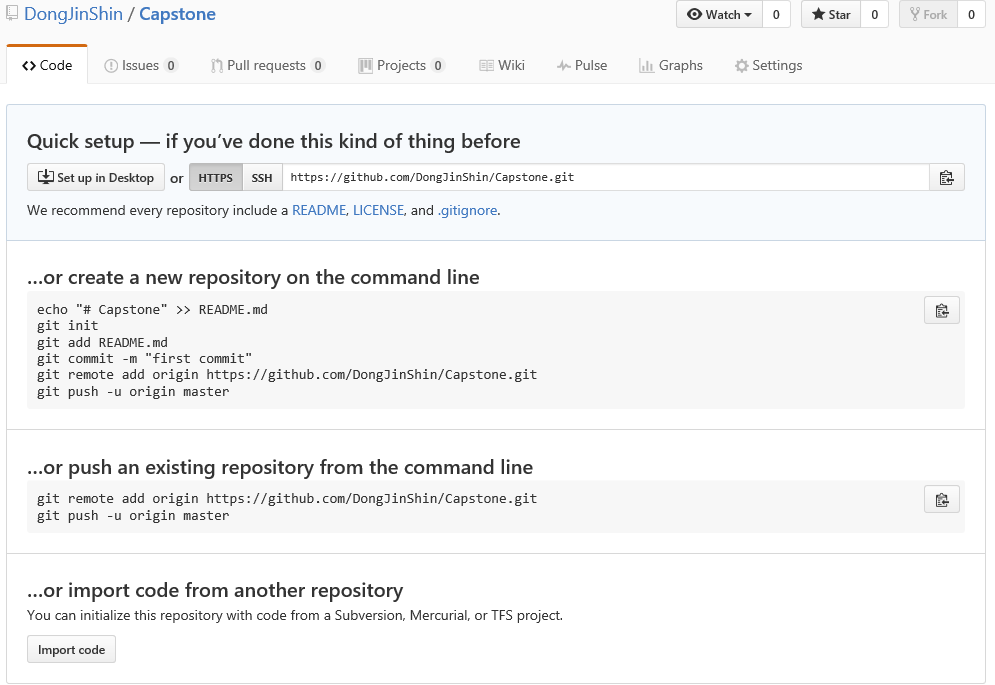 DongJinShin / Capstone
Watch 0 Star 0 Fork 0
Code Issues 0 Pull requests 0 Projects 0 Wiki Pulse Graphs Settings
Quick setup — if you’ve done this kind of thing before
Set up in Desktop or HTTPS SSH https://github.com/DongJinShin/Capstone.git
We recommend every repository include a README, LICENSE, and .gitignore.
…or create a new repository on the command line
echo "# Capstone" >> README.md
git init
git add README.md
git commit -m "first commit"
git remote add origin https://github.com/DongJinShin/Capstone.git
git push -u origin master
…or push an existing repository from the command line
git remote add origin https://github.com/DongJinShin/Capstone.git
git push -u origin master
…or import code from another repository
You can initialize this repository with code from a Subversion, Mercurial, or TFS project.
Import code